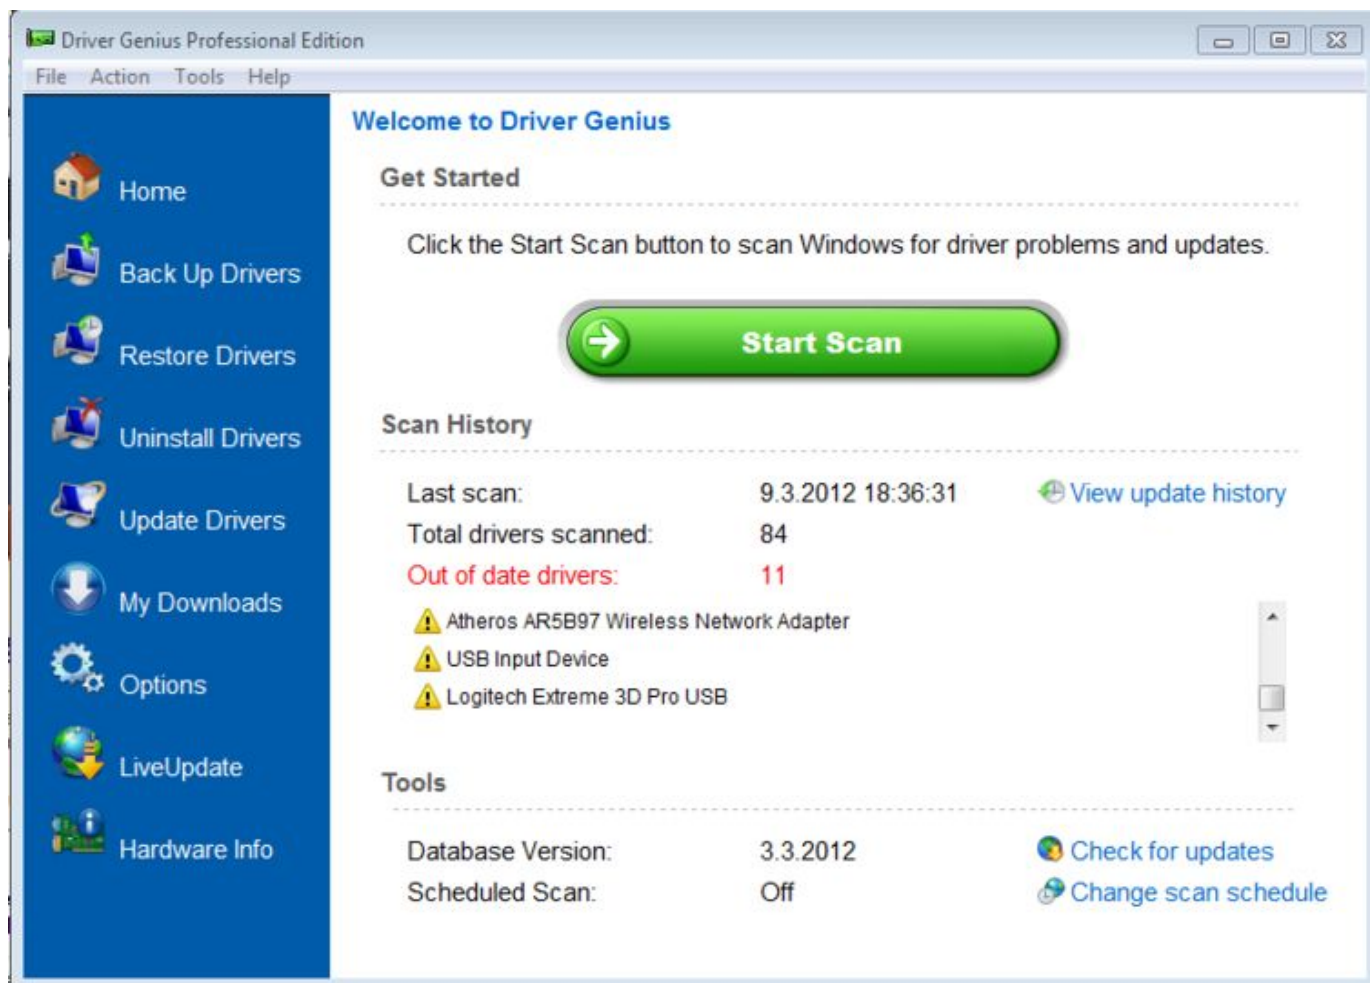 Driver Genius Professional Edition
File Action Tools Help
Home
Back Up Drivers
Restore Drivers
Uninstall Drivers
Update Drivers
My Downloads
Options
LiveUpdate
Hardware Info
Welcome to Driver Genius
Get Started
Click the Start Scan button to scan Windows for driver problems and updates.
Start Scan
Scan History
Last scan: 9.3.2012 18:36:31 View update history
Total drivers scanned: 84
Out of date drivers: 11
Atheros AR5B97 Wireless Network Adapter
USB Input Device
Logitech Extreme 3D Pro USB
Tools
Database Version: 3.3.2012 Check for updates
Scheduled Scan: Off Change scan schedule